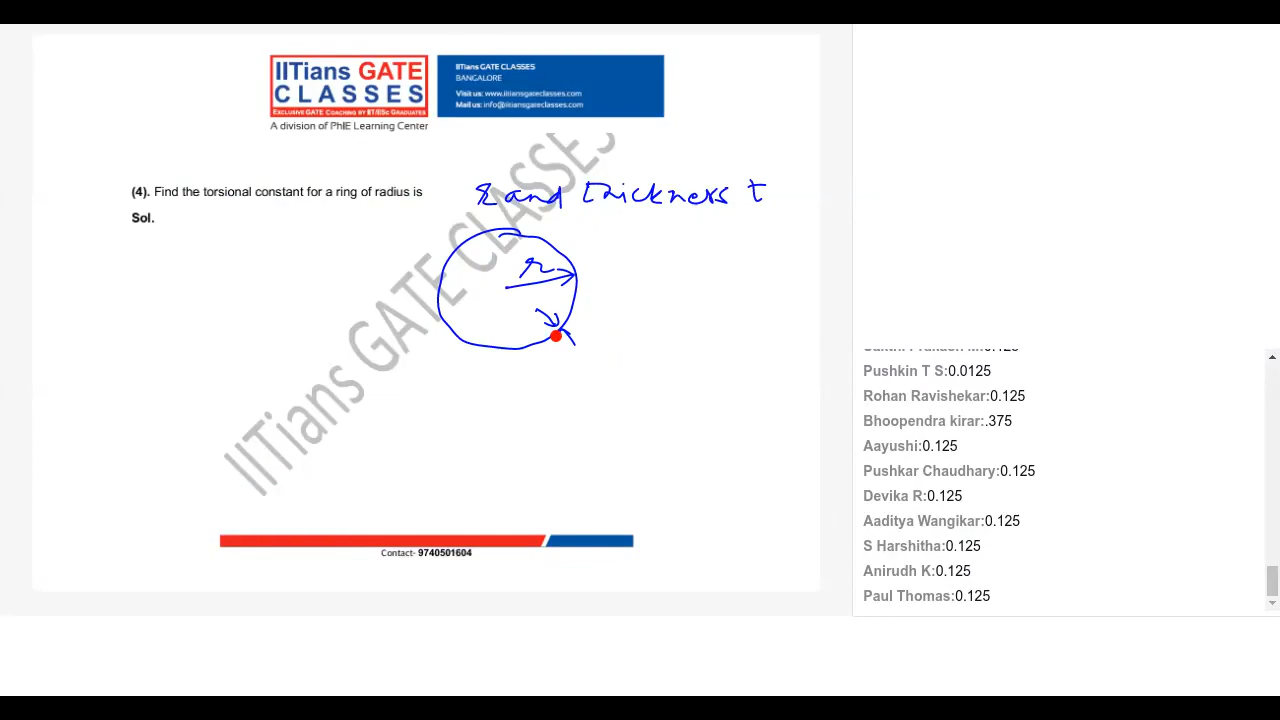 IITians GATE
CLASSES
EXCLUSIVE GATE COACHING BY IIT/IISc GRADUATES
A division of PhIE Learning Center
IITians GATE CLASSES
BANGALORE
Visit us: www.iitiansgateclasses.com
Mail us: info@iitiansgateclasses.com
(4). Find the torsional constant for a ring of radius is r and thickness t
Sol.
r
IITians GATE CLASSES
Contact- 9740501604
Pushkin T S:0.0125
Rohan Ravishekar:0.125
Bhoopendra kirar:.375
Aayushi:0.125
Pushkar Chaudhary:0.125
Devika R:0.125
Aaditya Wangikar:0.125
S Harshitha:0.125
Anirudh K:0.125
Paul Thomas:0.125